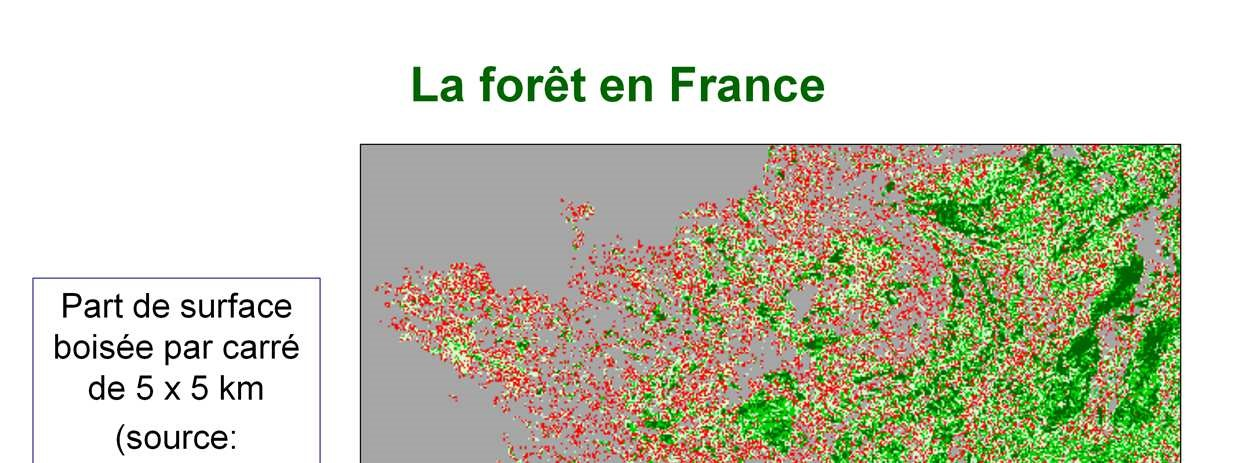 La forêt en France
Part de surface
boisée par carré
de 5 x 5 km
(source: